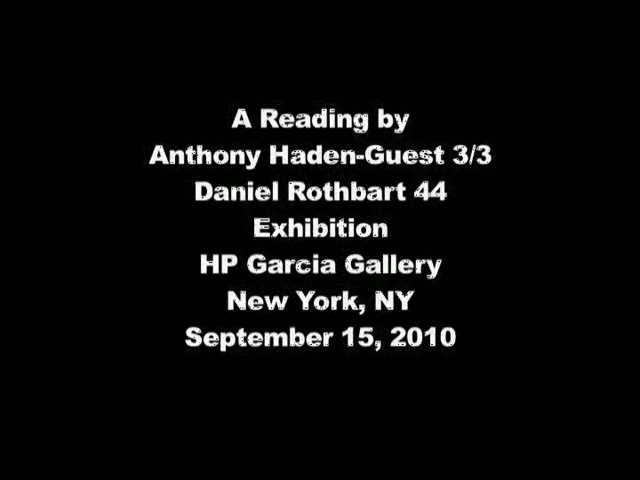 A Reading by
Anthony Haden-Guest 3/3
Daniel Rothbart 44
Exhibition
HP Garcia Gallery
New York, NY
September 15, 2010